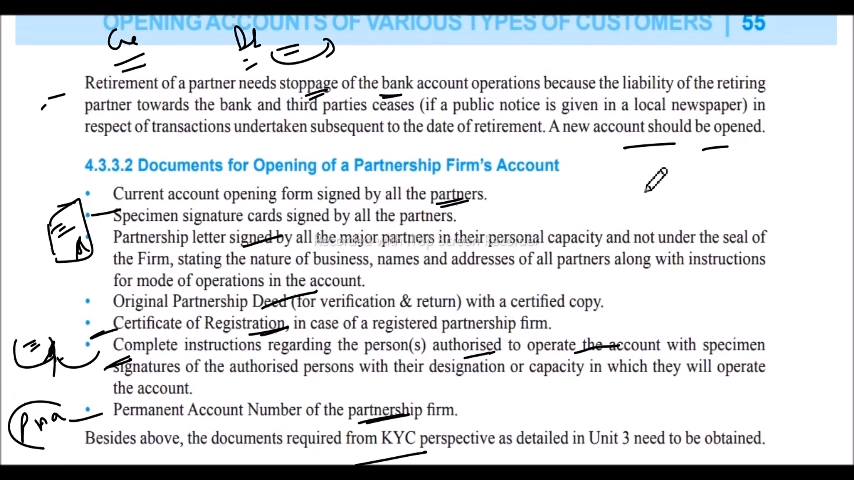 OPENING ACCOUNTS OF VARIOUS TYPES OF CUSTOMERS | 55
Retirement of a partner needs stoppage of the bank account operations because the liability of the retiring
partner towards the bank and third parties ceases (if a public notice is given in a local newspaper) in
respect of transactions undertaken subsequent to the date of retirement. A new account should be opened.
4.3.3.2 Documents for Opening of a Partnership Firm's Account
• Current account opening form signed by all the partners.
• Specimen signature cards signed by all the partners.
• Partnership letter signed by all the major partners in their personal capacity and not under the seal of
the Firm, stating the nature of business, names and addresses of all partners along with instructions
for mode of operations in the account.
• Original Partnership Deed (for verification & return) with a certified copy.
• Certificate of Registration, in case of a registered partnership firm.
• Complete instructions regarding the person(s) authorised to operate the account with specimen
signatures of the authorised persons with their designation or capacity in which they will operate
the account.
• Permanent Account Number of the partnership firm.
Besides above, the documents required from KYC perspective as detailed in Unit 3 need to be obtained.